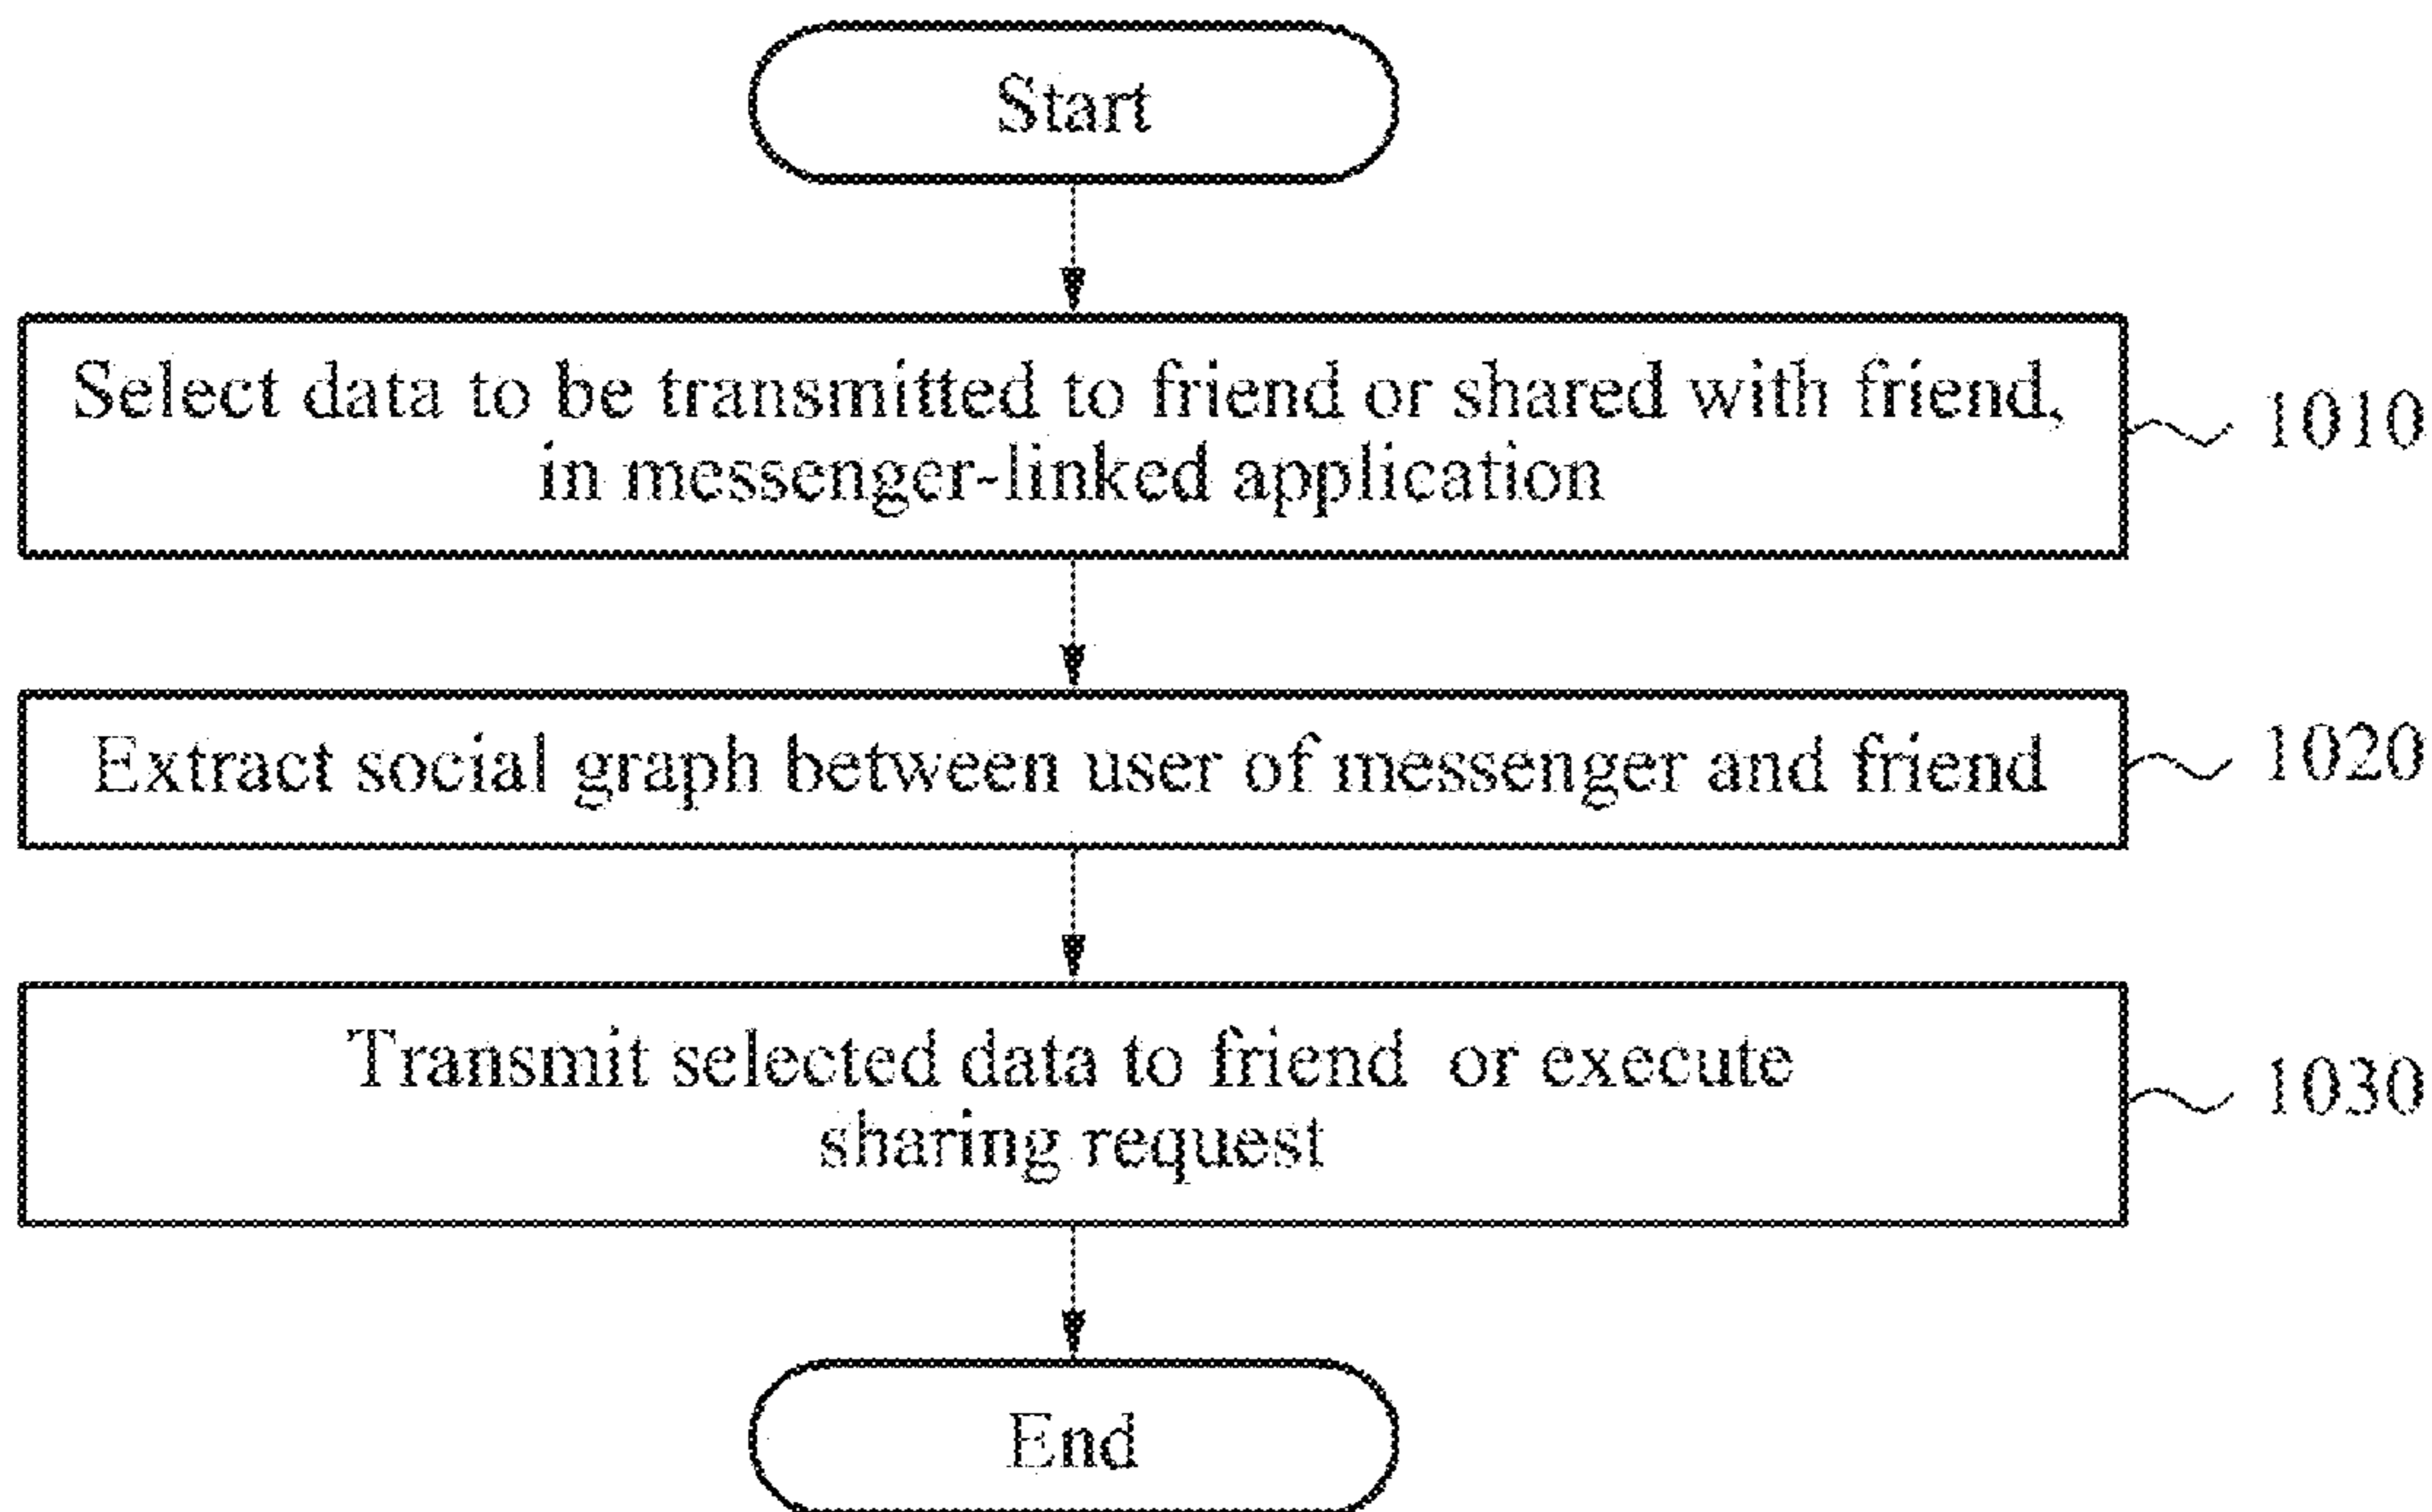 Start
Select data to be transmitted to friend or shared with friend,
in messenger-linked application
1010
Extract social graph between user of messenger and friend
1020
Transmit selected data to friend or execute
sharing request
1030
End